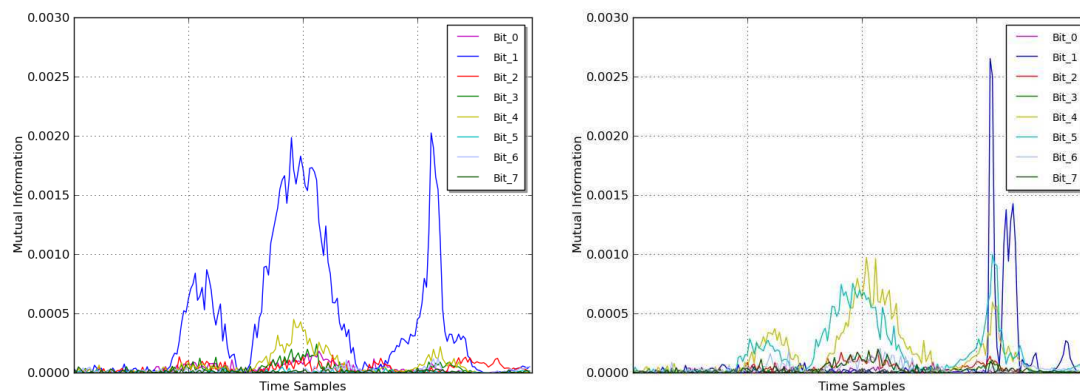 0.0030
0.0025
0.0020
0.0015
0.0010
0.0005
0.0000
Mutual Information
Time Samples
Bit_0
Bit_1
Bit_2
Bit_3
Bit_4
Bit_5
Bit_6
Bit_7
0.0030
0.0025
0.0020
0.0015
0.0010
0.0005
0.0000
Mutual Information
Time Samples
Bit_0
Bit_1
Bit_2
Bit_3
Bit_4
Bit_5
Bit_6
Bit_7